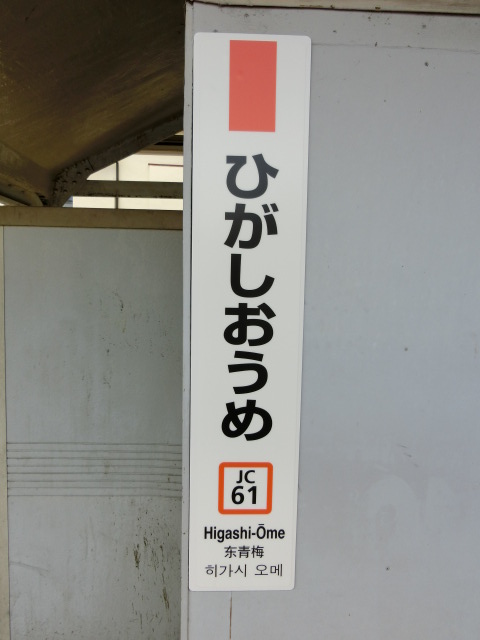 ひがしおうめ
JC
61
Higashi-Ōme
东青梅
히가시 오메